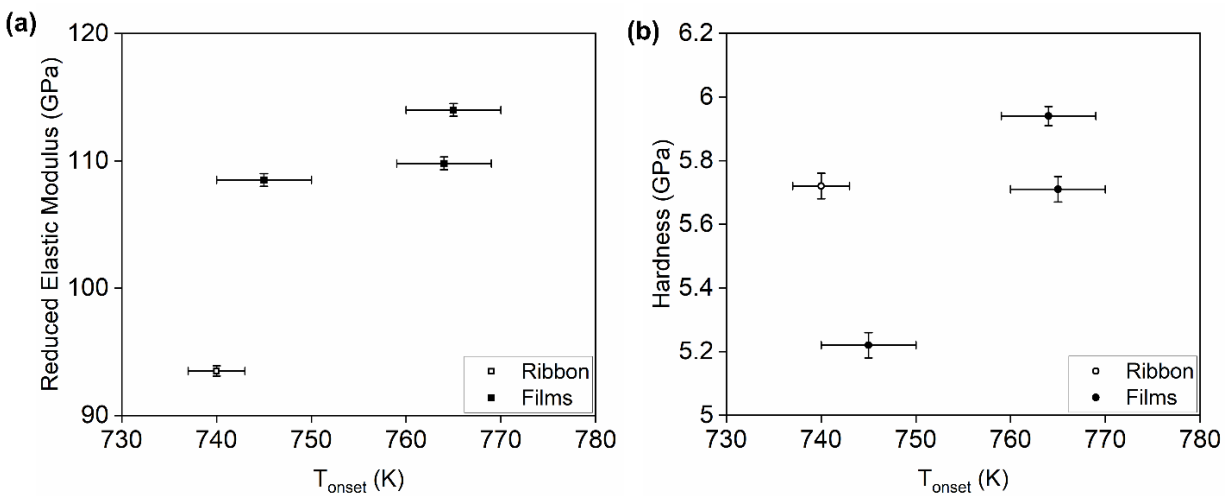 (a)
120
110
100
90
Reduced Elastic Modulus (GPa)
730 740 750 760 770 780
T_onset (K)
Ribbon
Films
(b)
6.2
6
5.8
5.6
5.4
5.2
5
Hardness (GPa)
730 740 750 760 770 780
T_onset (K)
Ribbon
Films